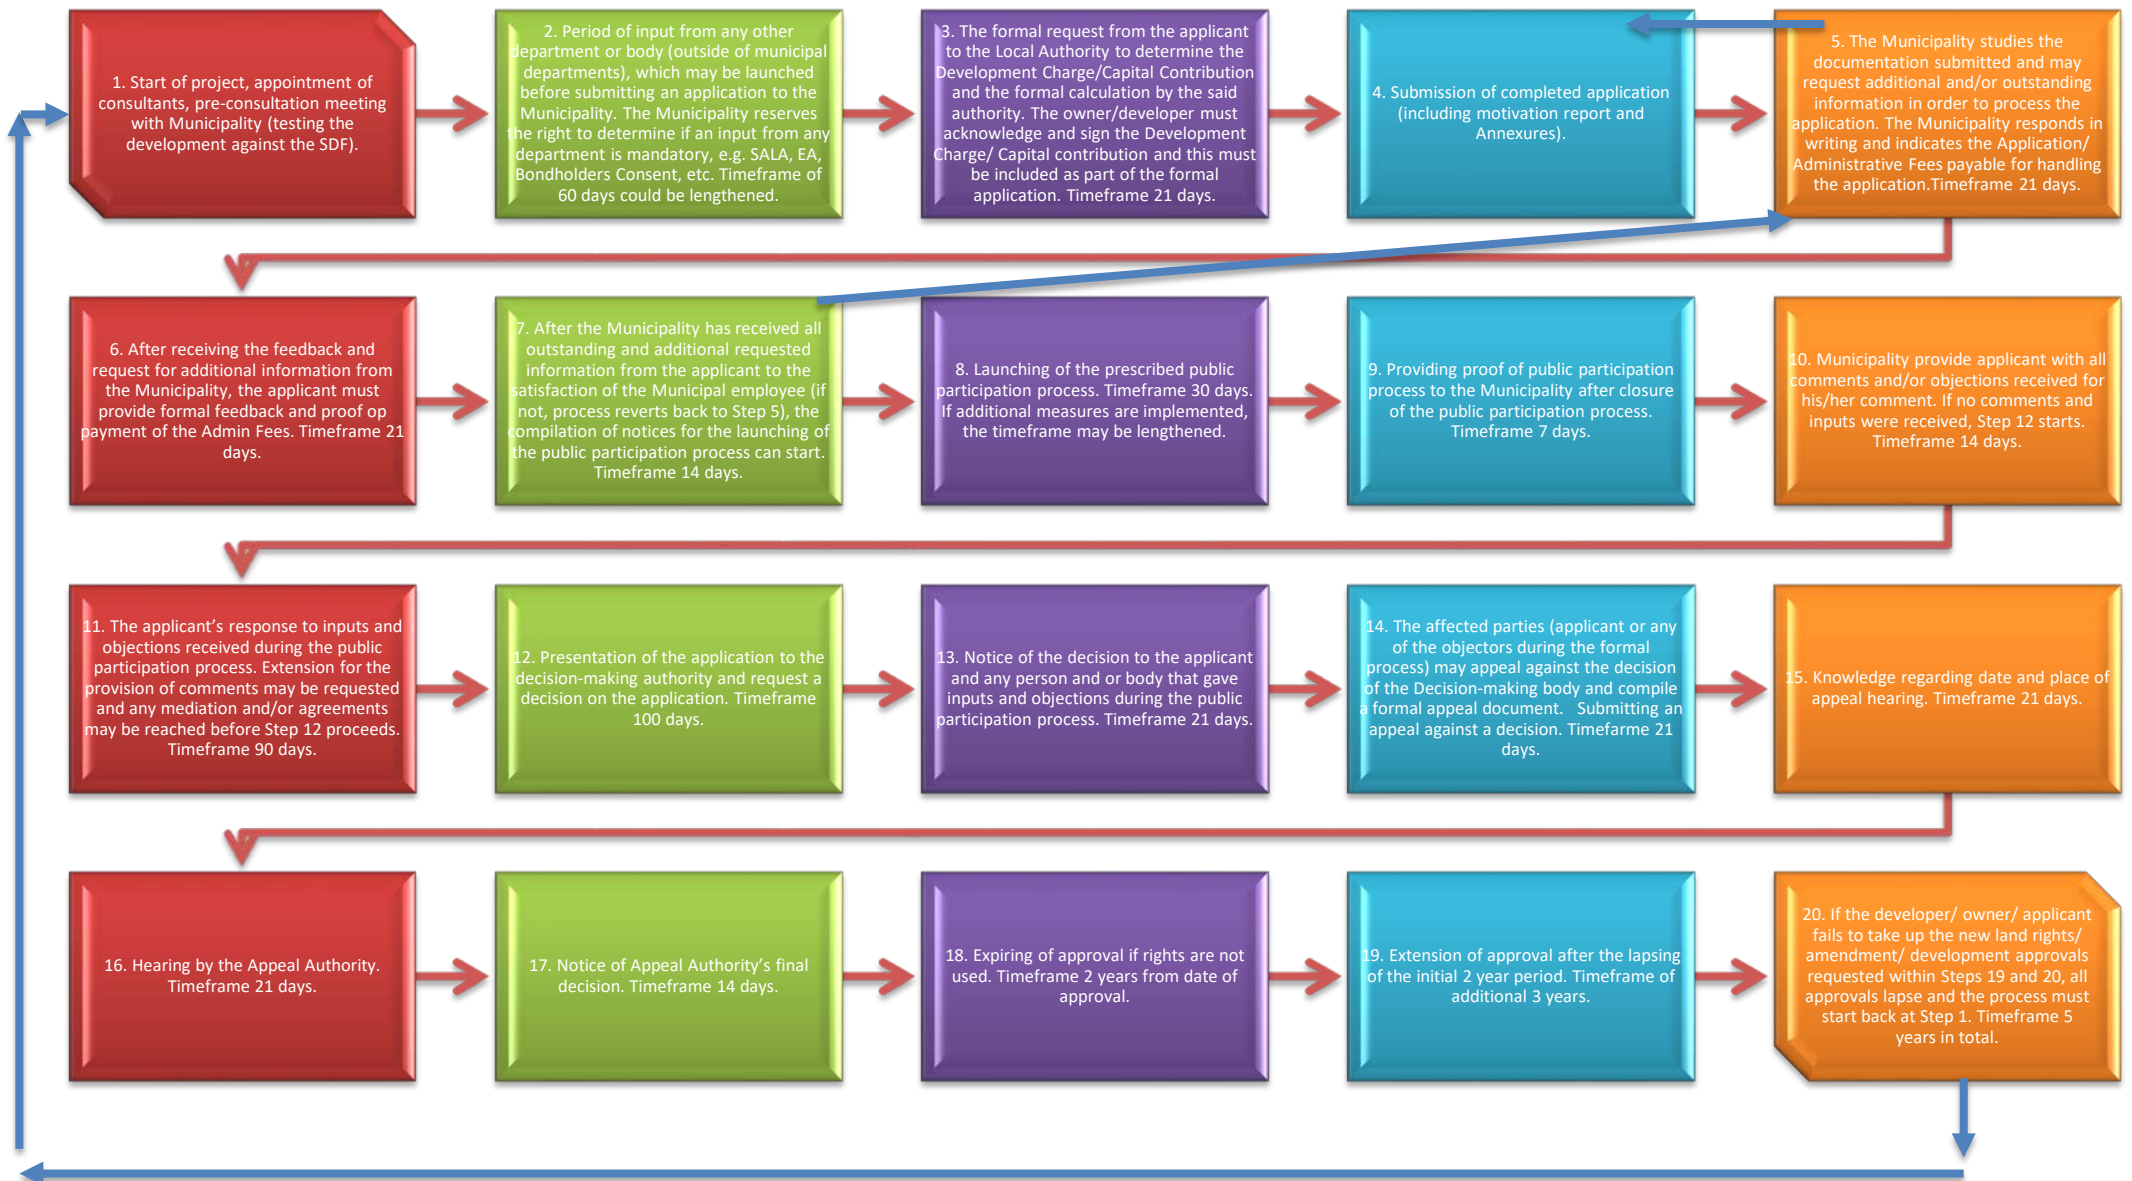 1. Start of project, appointment of
consultants, pre-consultation meeting
with Municipality (testing the
development against the SDF).
2. Period of input from any other
department or body (outside of municipal
departments), which may be launched
before submitting an application to the
Municipality. The Municipality reserves
the right to determine if an input from any
department is mandatory, e.g. SALA, EA,
Bondholders Consent, etc. Timeframe of
60 days could be lengthened.
3. The formal request from the applicant
to the Local Authority to determine the
Development Charge/Capital Contribution
and the formal calculation by the said
authority. The owner/developer must
acknowledge and sign the Development
Charge/ Capital contribution and this must
be included as part of the formal
application. Timeframe 21 days.
4. Submission of completed application
(including motivation report and
Annexures).
5. The Municipality studies the
documentation submitted and may
request additional and/or outstanding
information in order to process the
application. The Municipality responds in
writing and indicates the Application/
Administrative Fees payable for handling
the application.Timeframe 21 days.
6. After receiving the feedback and
request for additional information from
the Municipality, the applicant must
provide formal feedback and proof op
payment of the Admin Fees. Timeframe 21
days.
7. After the Municipality has received all
outstanding and additional requested
information from the applicant to the
satisfaction of the Municipal employee (if
not, process reverts back to Step 5), the
compilation of notices for the launching of
the public participation process can start.
Timeframe 14 days.
8. Launching of the prescribed public
participation process. Timeframe 30 days.
If additional measures are implemented,
the timeframe may be lengthened.
9. Providing proof of public participation
process to the Municipality after closure
of the public participation process.
Timeframe 7 days.
10. Municipality provide applicant with all
comments and/or objections received for
his/her comment. If no comments and
inputs were received, Step 12 starts.
Timeframe 14 days.
11. The applicant’s response to inputs and
objections received during the public
participation process. Extension for the
provision of comments may be requested
and any mediation and/or agreements
may be reached before Step 12 proceeds.
Timeframe 90 days.
12. Presentation of the application to the
decision-making authority and request a
decision on the application. Timeframe
100 days.
13. Notice of the decision to the applicant
and any person and or body that gave
inputs and objections during the public
participation process. Timeframe 21 days.
14. The affected parties (applicant or any
of the objectors during the formal
process) may appeal against the decision
of the Decision-making body and compile
a formal appeal document. Submitting an
appeal against a decision. Timefarme 21
days.
15. Knowledge regarding date and place of
appeal hearing. Timeframe 21 days.
16. Hearing by the Appeal Authority.
Timeframe 21 days.
17. Notice of Appeal Authority’s final
decision. Timeframe 14 days.
18. Expiring of approval if rights are not
used. Timeframe 2 years from date of
approval.
19. Extension of approval after the lapsing
of the initial 2 year period. Timeframe of
additional 3 years.
20. If the developer/ owner/ applicant
fails to take up the new land rights/
amendment/ development approvals
requested within Steps 19 and 20, all
approvals lapse and the process must
start back at Step 1. Timeframe 5
years in total.